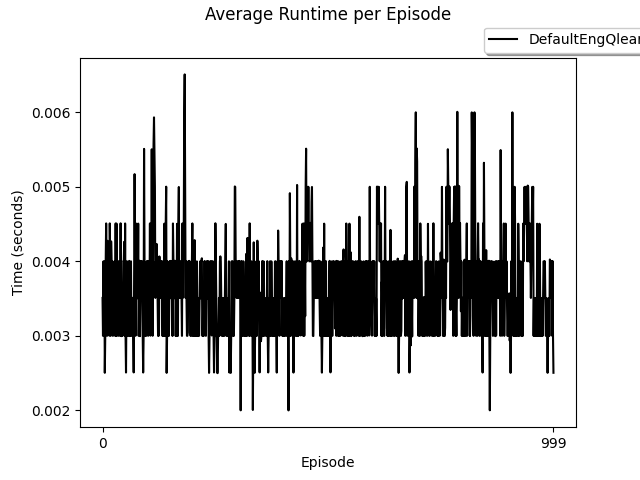 Average Runtime per Episode
DefaultEngQlear
0.006
0.005
0.004
0.003
0.002
Time (seconds)
0
999
Episode